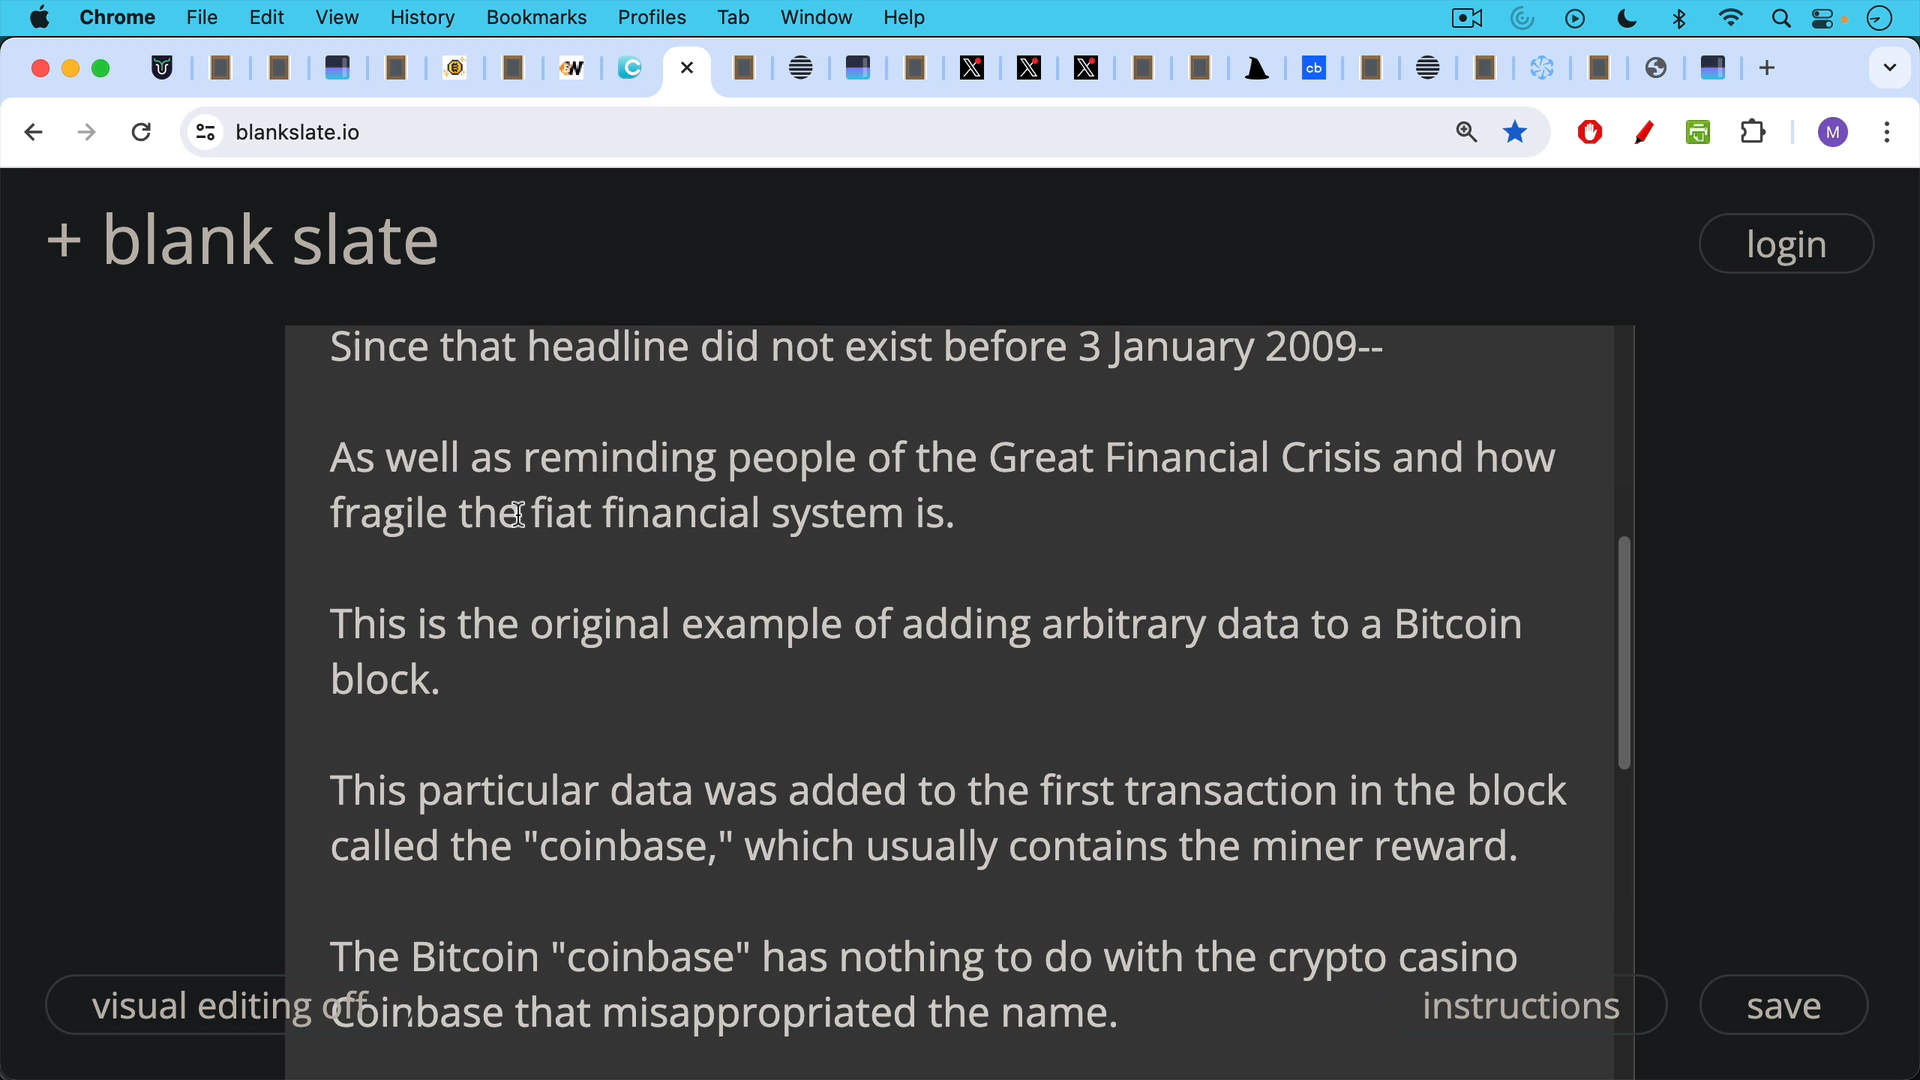 Chrome File Edit View History Bookmarks Profiles Tab Window Help
cb
blankslate.io
M
+ blank slate
login
Since that headline did not exist before 3 January 2009--
As well as reminding people of the Great Financial Crisis and how
fragile the fiat financial system is.
This is the original example of adding arbitrary data to a Bitcoin
block.
This particular data was added to the first transaction in the block
called the "coinbase," which usually contains the miner reward.
The Bitcoin "coinbase" has nothing to do with the crypto casino
Coinbase that misappropriated the name.
visual editing off
instructions
save